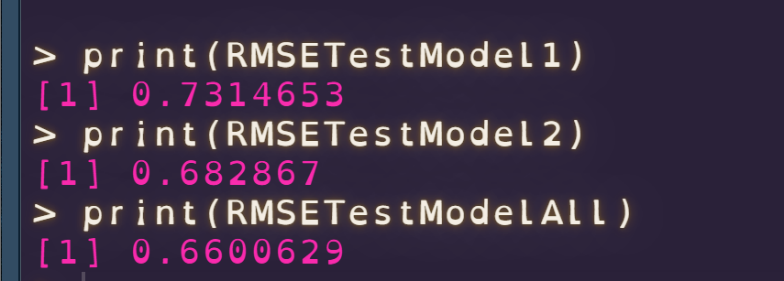 > print(RMSETestModel1)
[1] 0.7314653
> print(RMSETestModel2)
[1] 0.682867
> print(RMSETestModelAll)
[1] 0.6600629